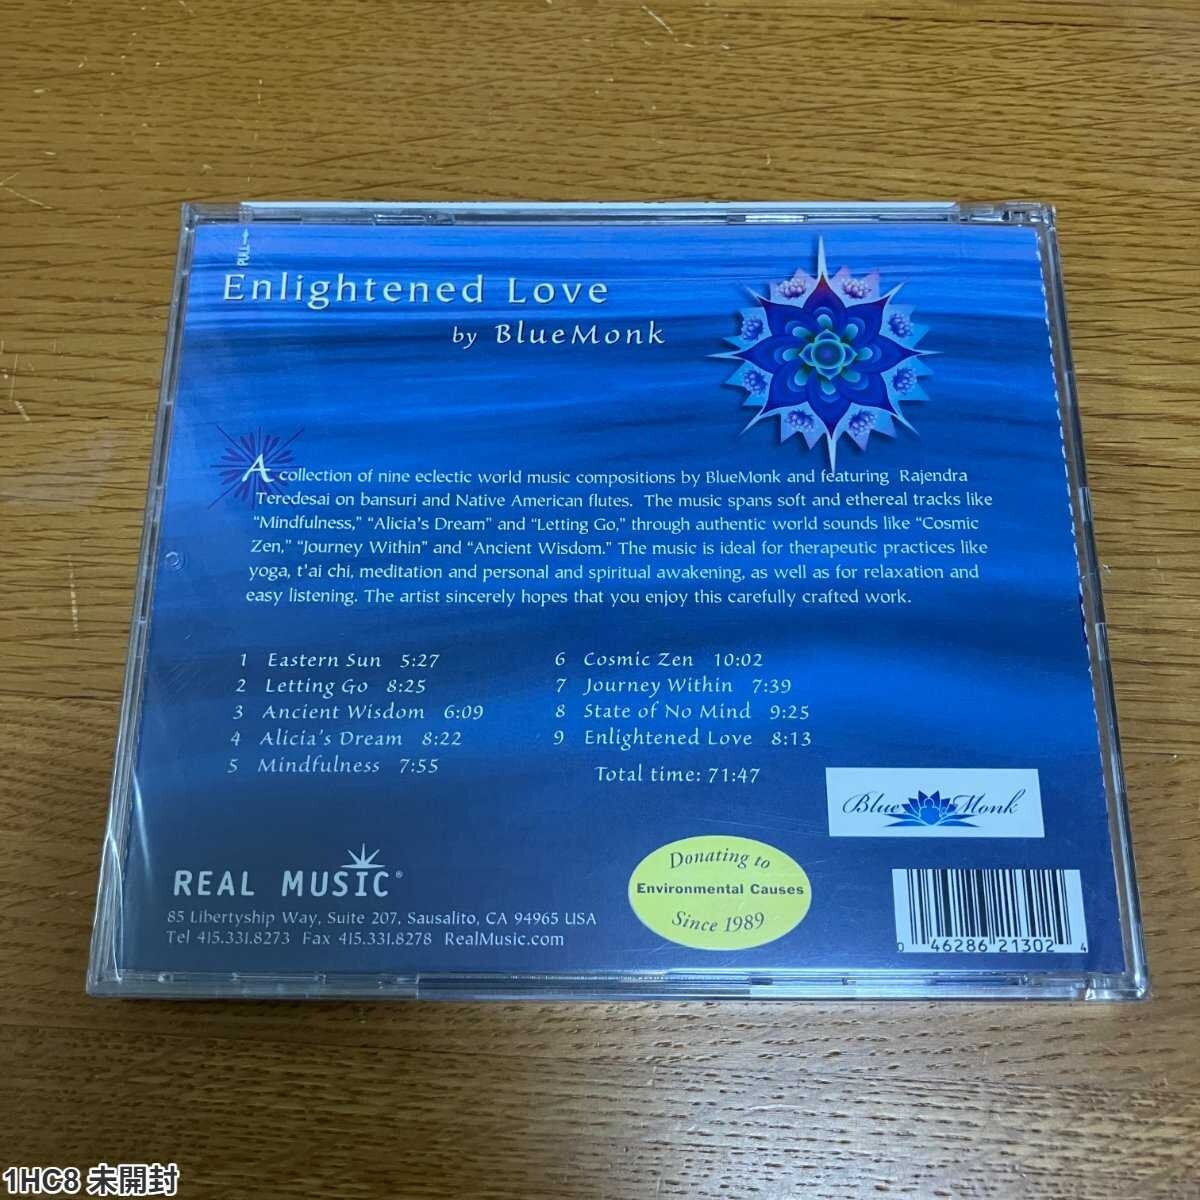 PULL→
Enlightened Love
by BlueMonk
A collection of nine eclectic world music compositions by BlueMonk and featuring Rajendra
Teredesai on bansuri and Native American flutes. The music spans soft and ethereal tracks like
“Mindfulness,” “Alicia’s Dream” and “Letting Go,” through authentic world sounds like “Cosmic
Zen,” “Journey Within” and “Ancient Wisdom.” The music is ideal for therapeutic practices like
yoga, t'ai chi, meditation and personal and spiritual awakening, as well as for relaxation and
easy listening. The artist sincerely hopes that you enjoy this carefully crafted work.
1 Eastern Sun 5:27
2 Letting Go 8:25
3 Ancient Wisdom 6:09
4 Alicia’s Dream 8:22
5 Mindfulness 7:55
6 Cosmic Zen 10:02
7 Journey Within 7:39
8 State of No Mind 9:25
9 Enlightened Love 8:13
Total time: 71:47
Blue Monk
REAL MUSIC®
85 Libertyship Way, Suite 207, Sausalito, CA 94965 USA
Tel 415.331.8273 Fax 415.331.8278 RealMusic.com
Donating to
Environmental Causes
Since 1989
0 46286 21302 4
1HC8 未開封